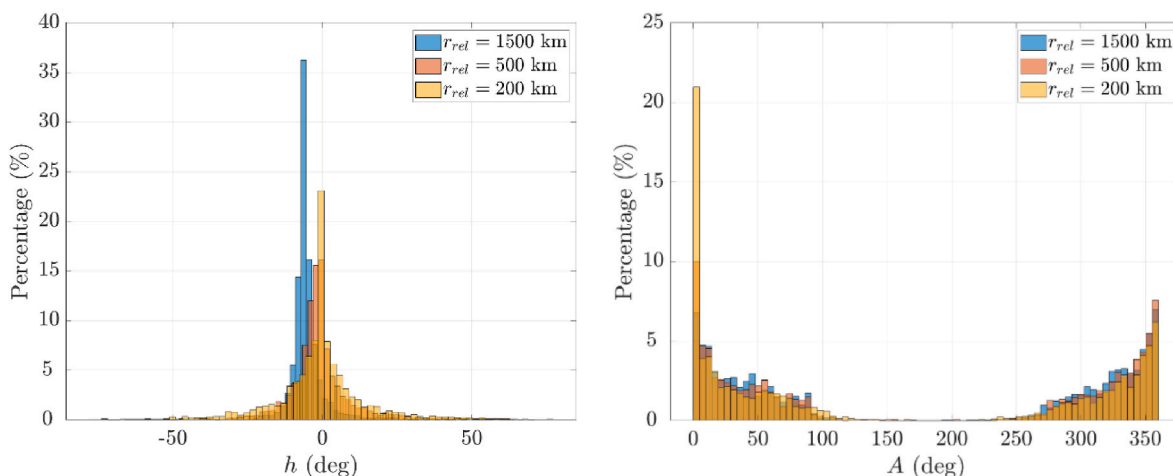 40
35
30
25
20
15
10
5
0
Percentage (%)
-50
0
50
h (deg)
r_rel = 1500 km
r_rel = 500 km
r_rel = 200 km
25
20
15
10
5
0
Percentage (%)
0
50
100
150
200
250
300
350
A (deg)
r_rel = 1500 km
r_rel = 500 km
r_rel = 200 km